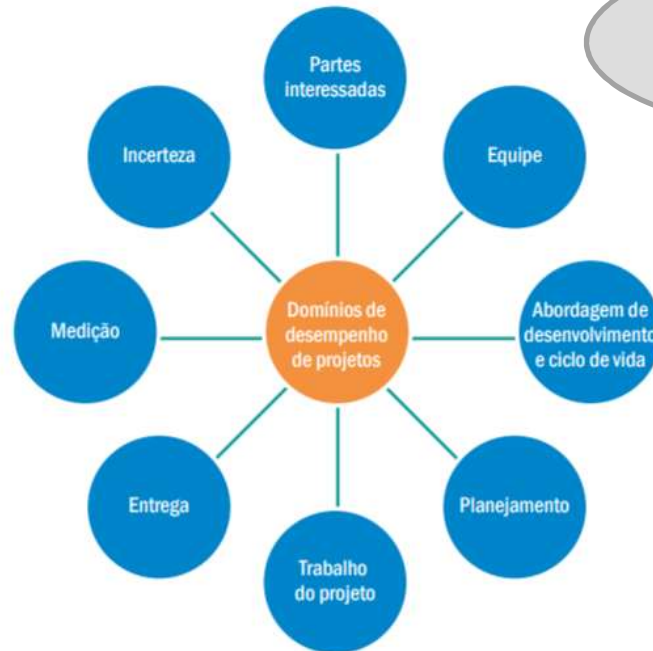 Partes
interessadas
Incerteza
Equipe
Medição
Domínios de
desempenho
de projetos
Abordagem de
desenvolvimento
e ciclo de vida
Entrega
Planejamento
Trabalho
do projeto